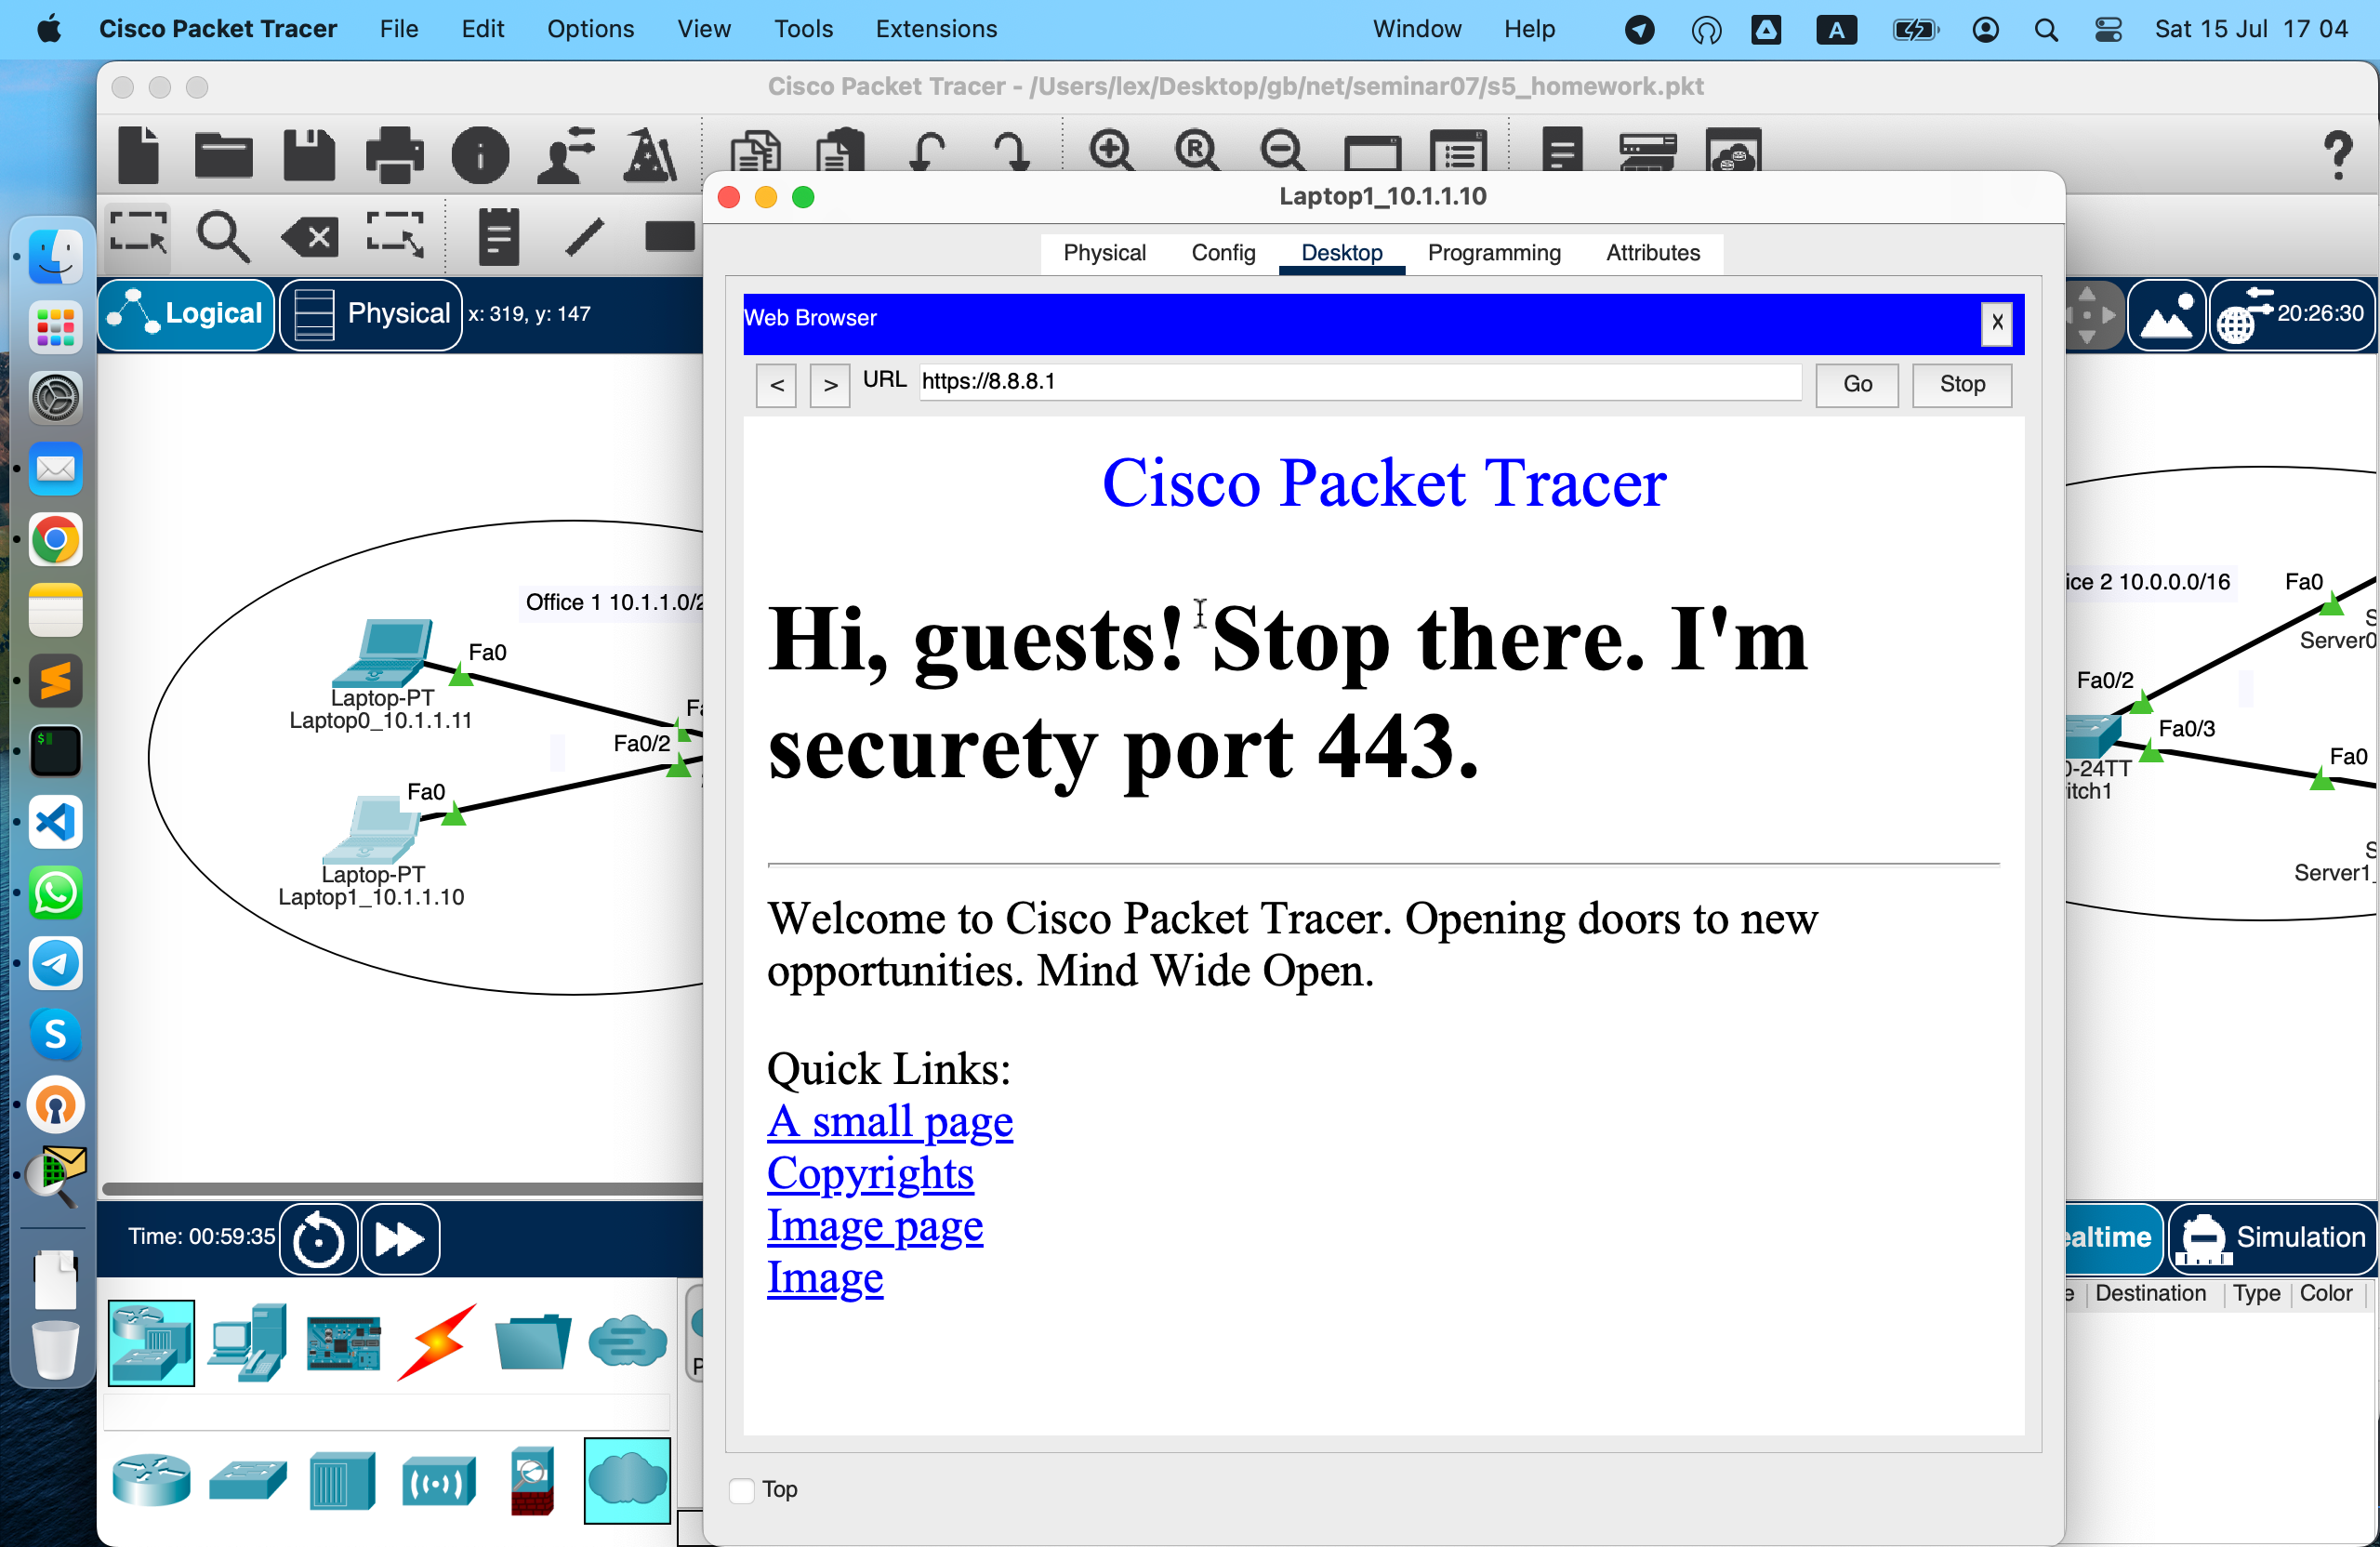 Cisco Packet Tracer File Edit Options View Tools Extensions Window Help A Sat 15 Jul 17 04
Cisco Packet Tracer - /Users/lex/Desktop/gb/net/seminar07/s5_homework.pkt
Laptop1_10.1.1.10
Physical Config Desktop Programming Attributes
Logical Physical x: 319, y: 147
20:26:30
Web Browser
X
< > URL https://8.8.8.1 Go Stop
Cisco Packet Tracer
Hi, guests! Stop there. I'm
securety port 443.
Welcome to Cisco Packet Tracer. Opening doors to new
opportunities. Mind Wide Open.
Quick Links:
A small page
Copyrights
Image page
Image
Top
Office 1 10.1.1.0/2
Fa0
Laptop-PT
Laptop0_10.1.1.11
Fa0/2
Fa0
Laptop-PT
Laptop1_10.1.1.10
ice 2 10.0.0.0/16
Fa0
Server0
Fa0/2
Fa0/3
Fa0
-24TT
itch1
Server1_
Time: 00:59:35
ealtime Simulation
e Destination Type Color